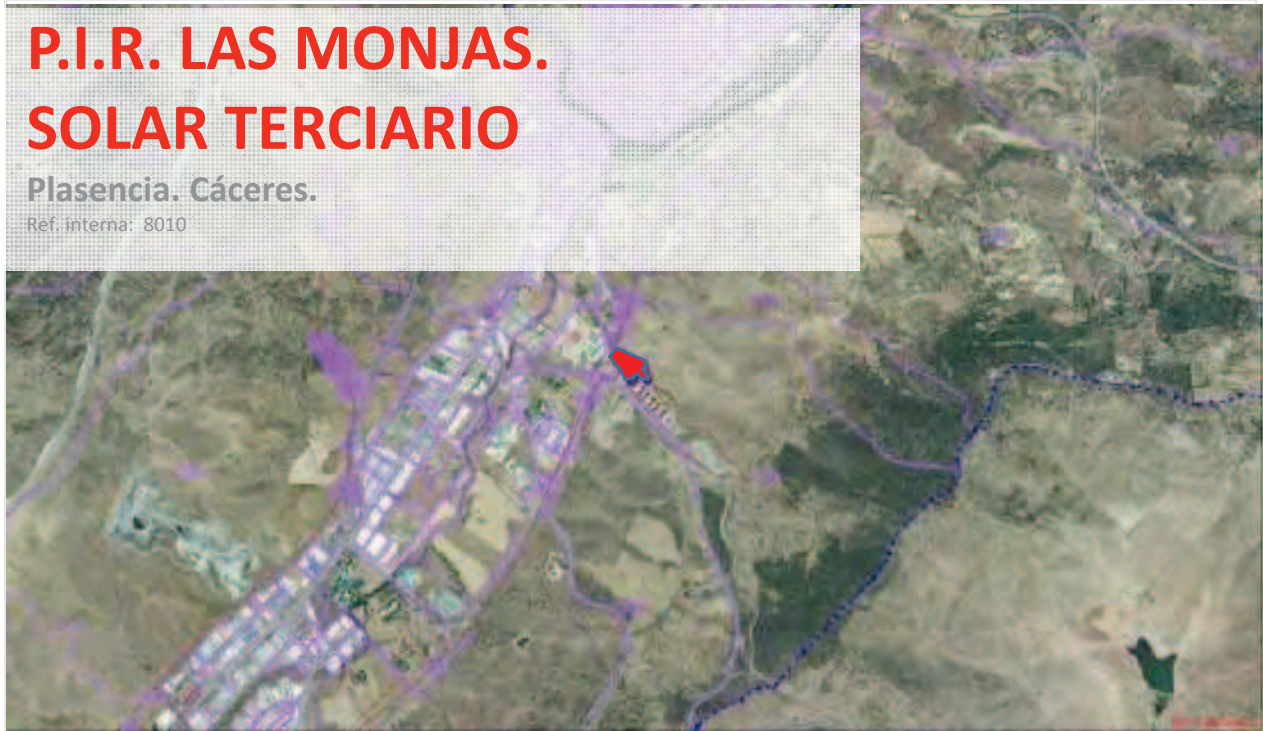 P.I.R. LAS MONJAS.
SOLAR TERCIARIO
Plasencia. Cáceres.
Ref. interna: 8010